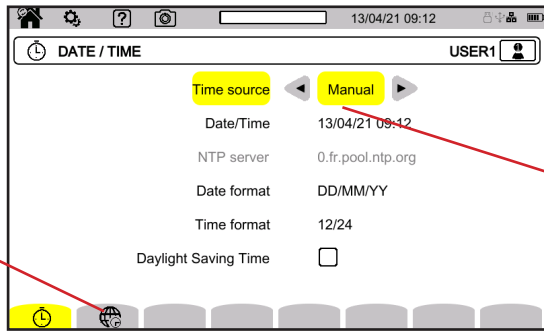 ? 13/04/21 09:12
DATE / TIME USER1
Time source Manual
Date/Time 13/04/21 09:12
NTP server 0.fr.pool.ntp.org
Date format DD/MM/YY
Time format 12/24
Daylight Saving Time